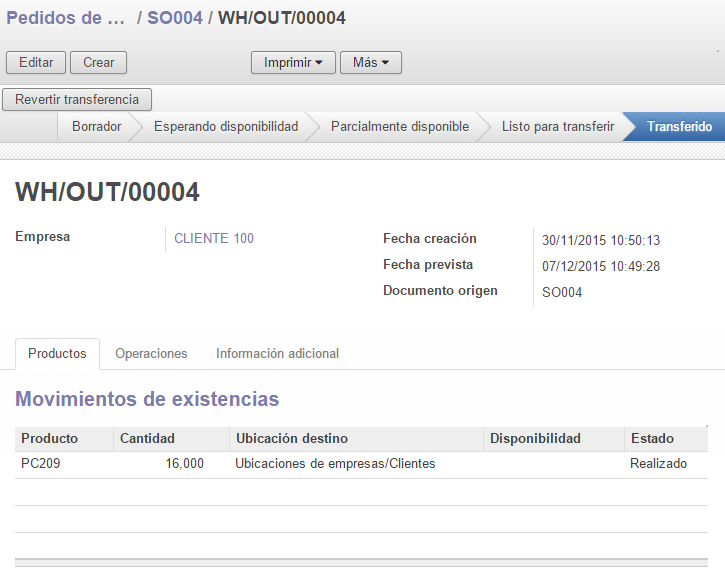 Pedidos de ... / SO004 / WH/OUT/00004
Editar Crear Imprimir Más
Revertir transferencia
Borrador Esperando disponibilidad Parcialmente disponible Listo para transferir Transferido
WH/OUT/00004
Empresa CLIENTE 100
Fecha creación 30/11/2015 10:50:13
Fecha prevista 07/12/2015 10:49:28
Documento origen SO004
Productos Operaciones Información adicional
Movimientos de existencias
Producto Cantidad Ubicación destino Disponibilidad Estado
PC209 16,000 Ubicaciones de empresas/Clientes Realizado